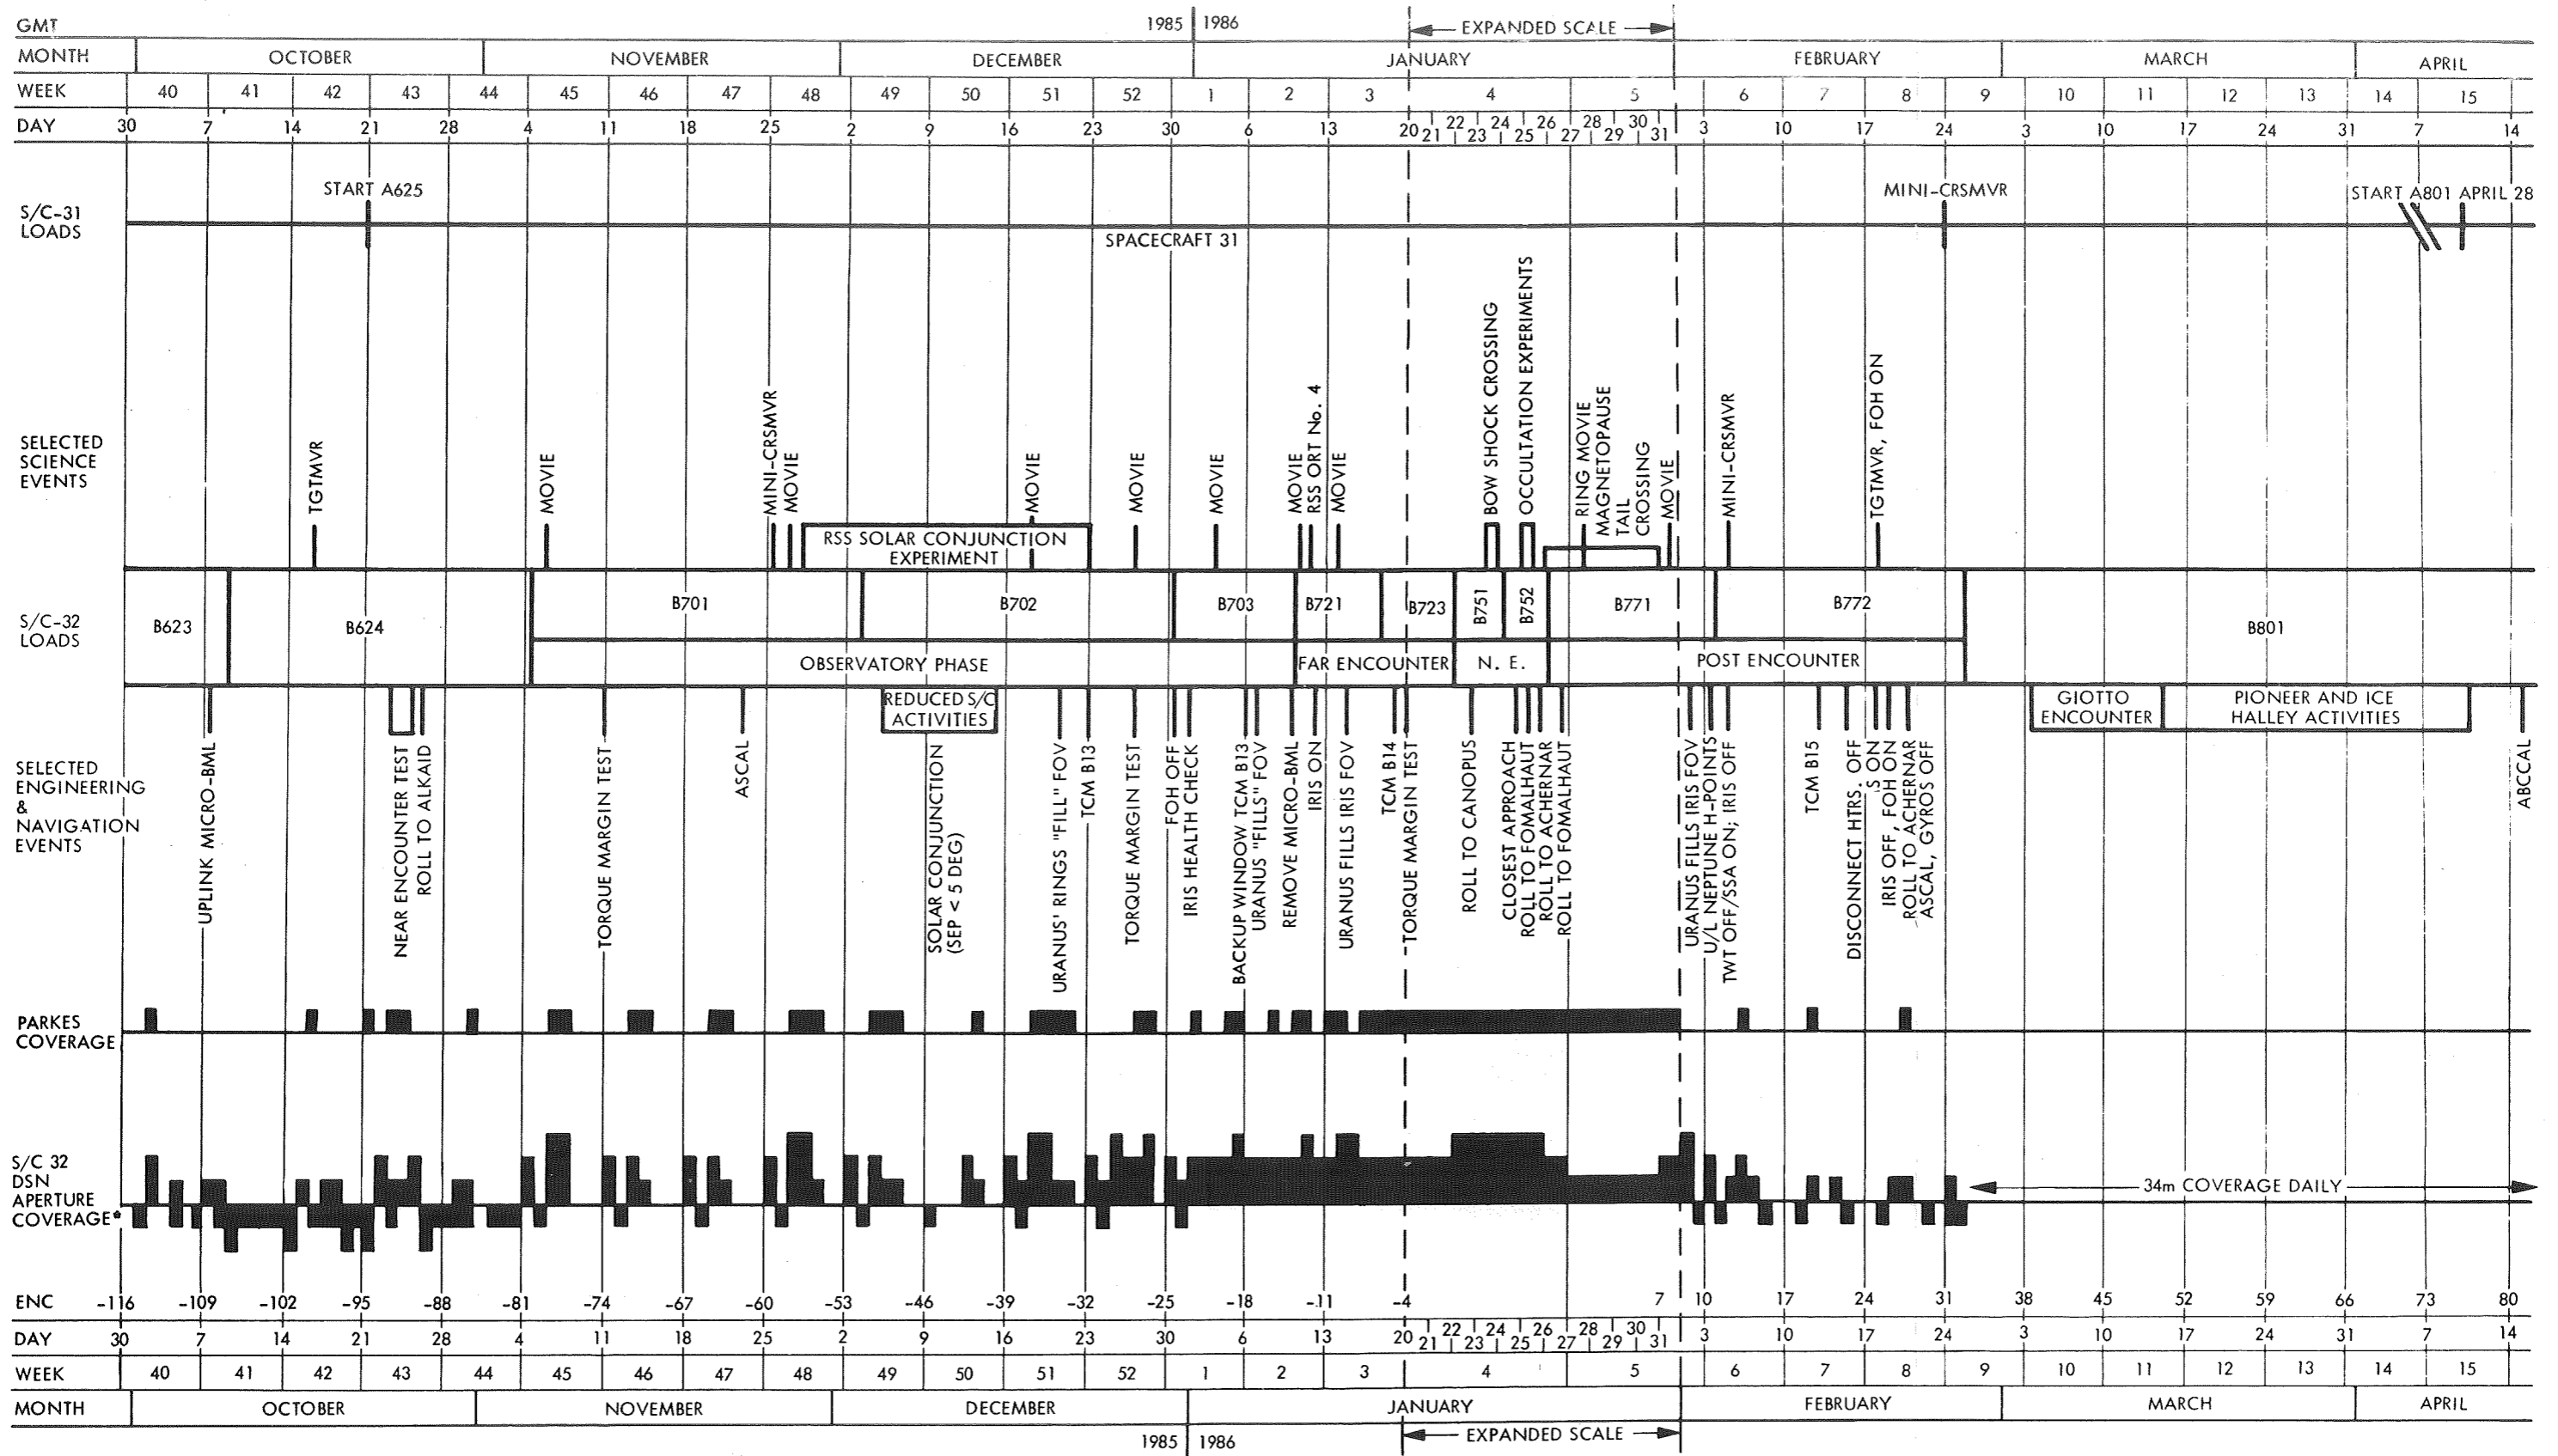 1985 1986
GMT EXPANDED SCALE
MONTH OCTOBER NOVEMBER DECEMBER JANUARY FEBRUARY MARCH APRIL
WEEK 40 41 42 43 44 45 46 47 48 49 50 51 52 1 2 3 4 5 6 7 8 9 10 11 12 13 14 15
DAY 30 7 14 21 28 4 11 18 25 2 9 16 23 30 6 13 20 21 22 23 24 25 26 27 28 29 30 31 3 10 17 24 3 10 17 24 31 7 14
S/C-31
LOADS
START A625
SPACECRAFT 31
MINI-CRSMVR
START A801 APRIL 28
SELECTED
SCIENCE
EVENTS
TGTMVR
MOVIE
MINI-CRSMVR
MOVIE
RSS SOLAR CONJUNCTION
EXPERIMENT
MOVIE
MOVIE
MOVIE
MOVIE
RSS ORT No. 4
MOVIE
BOW SHOCK CROSSING
OCCULTATION EXPERIMENTS
RING MOVIE
MAGNETOPAUSE
TAIL
CROSSING
MOVIE
MINI-CRSMVR
TGTMVR, FOH ON
S/C-32
LOADS
B623 B624 B701 B702 B703 B721 B723 B751 B752 B771 B772 B801
OBSERVATORY PHASE FAR ENCOUNTER N. E. POST ENCOUNTER
SELECTED
ENGINEERING
&
NAVIGATION
EVENTS
UPLINK MICRO-BML
NEAR ENCOUNTER TEST
ROLL TO ALKAID
TORQUE MARGIN TEST
ASCAL
REDUCED S/C
ACTIVITIES
SOLAR CONJUNCTION
(SEP < 5 DEG)
URANUS' RINGS "FILL" FOV
TCM B13
TORQUE MARGIN TEST
FOH OFF
IRIS HEALTH CHECK
BACKUP WINDOW TCM B13
URANUS "FILLS" FOV
REMOVE MICRO-BML
IRIS ON
URANUS FILLS IRIS FOV
TCM B14
TORQUE MARGIN TEST
ROLL TO CANOPUS
CLOSEST APPROACH
ROLL TO FOMALHAUT
ROLL TO ACHERNAR
ROLL TO FOMALHAUT
URANUS FILLS IRIS FOV
U/L NEPTUNE H-POINTS
TWT OFF/SSA ON; IRIS OFF
TCM B15
DISCONNECT HTRS. OFF
ON
IRIS OFF, FOH ON
ROLL TO ACHERNAR
ASCAL, GYROS OFF
GIOTTO
ENCOUNTER
PIONEER AND ICE
HALLEY ACTIVITIES
ABCCAL
PARKES
COVERAGE
S/C 32
DSN
APERTURE
COVERAGE*
34m COVERAGE DAILY
ENC -116 -109 -102 -95 -88 -81 -74 -67 -60 -53 -46 -39 -32 -25 -18 -11 -4 7 10 17 24 31 38 45 52 59 66 73 80
DAY 30 7 14 21 28 4 11 18 25 2 9 16 23 30 6 13 20 21 22 23 24 25 26 27 28 29 30 31 3 10 17 24 3 10 17 24 31 7 14
WEEK 40 41 42 43 44 45 46 47 48 49 50 51 52 1 2 3 4 5 6 7 8 9 10 11 12 13 14 15
MONTH OCTOBER NOVEMBER DECEMBER JANUARY FEBRUARY MARCH APRIL
1985 1986 EXPANDED SCALE